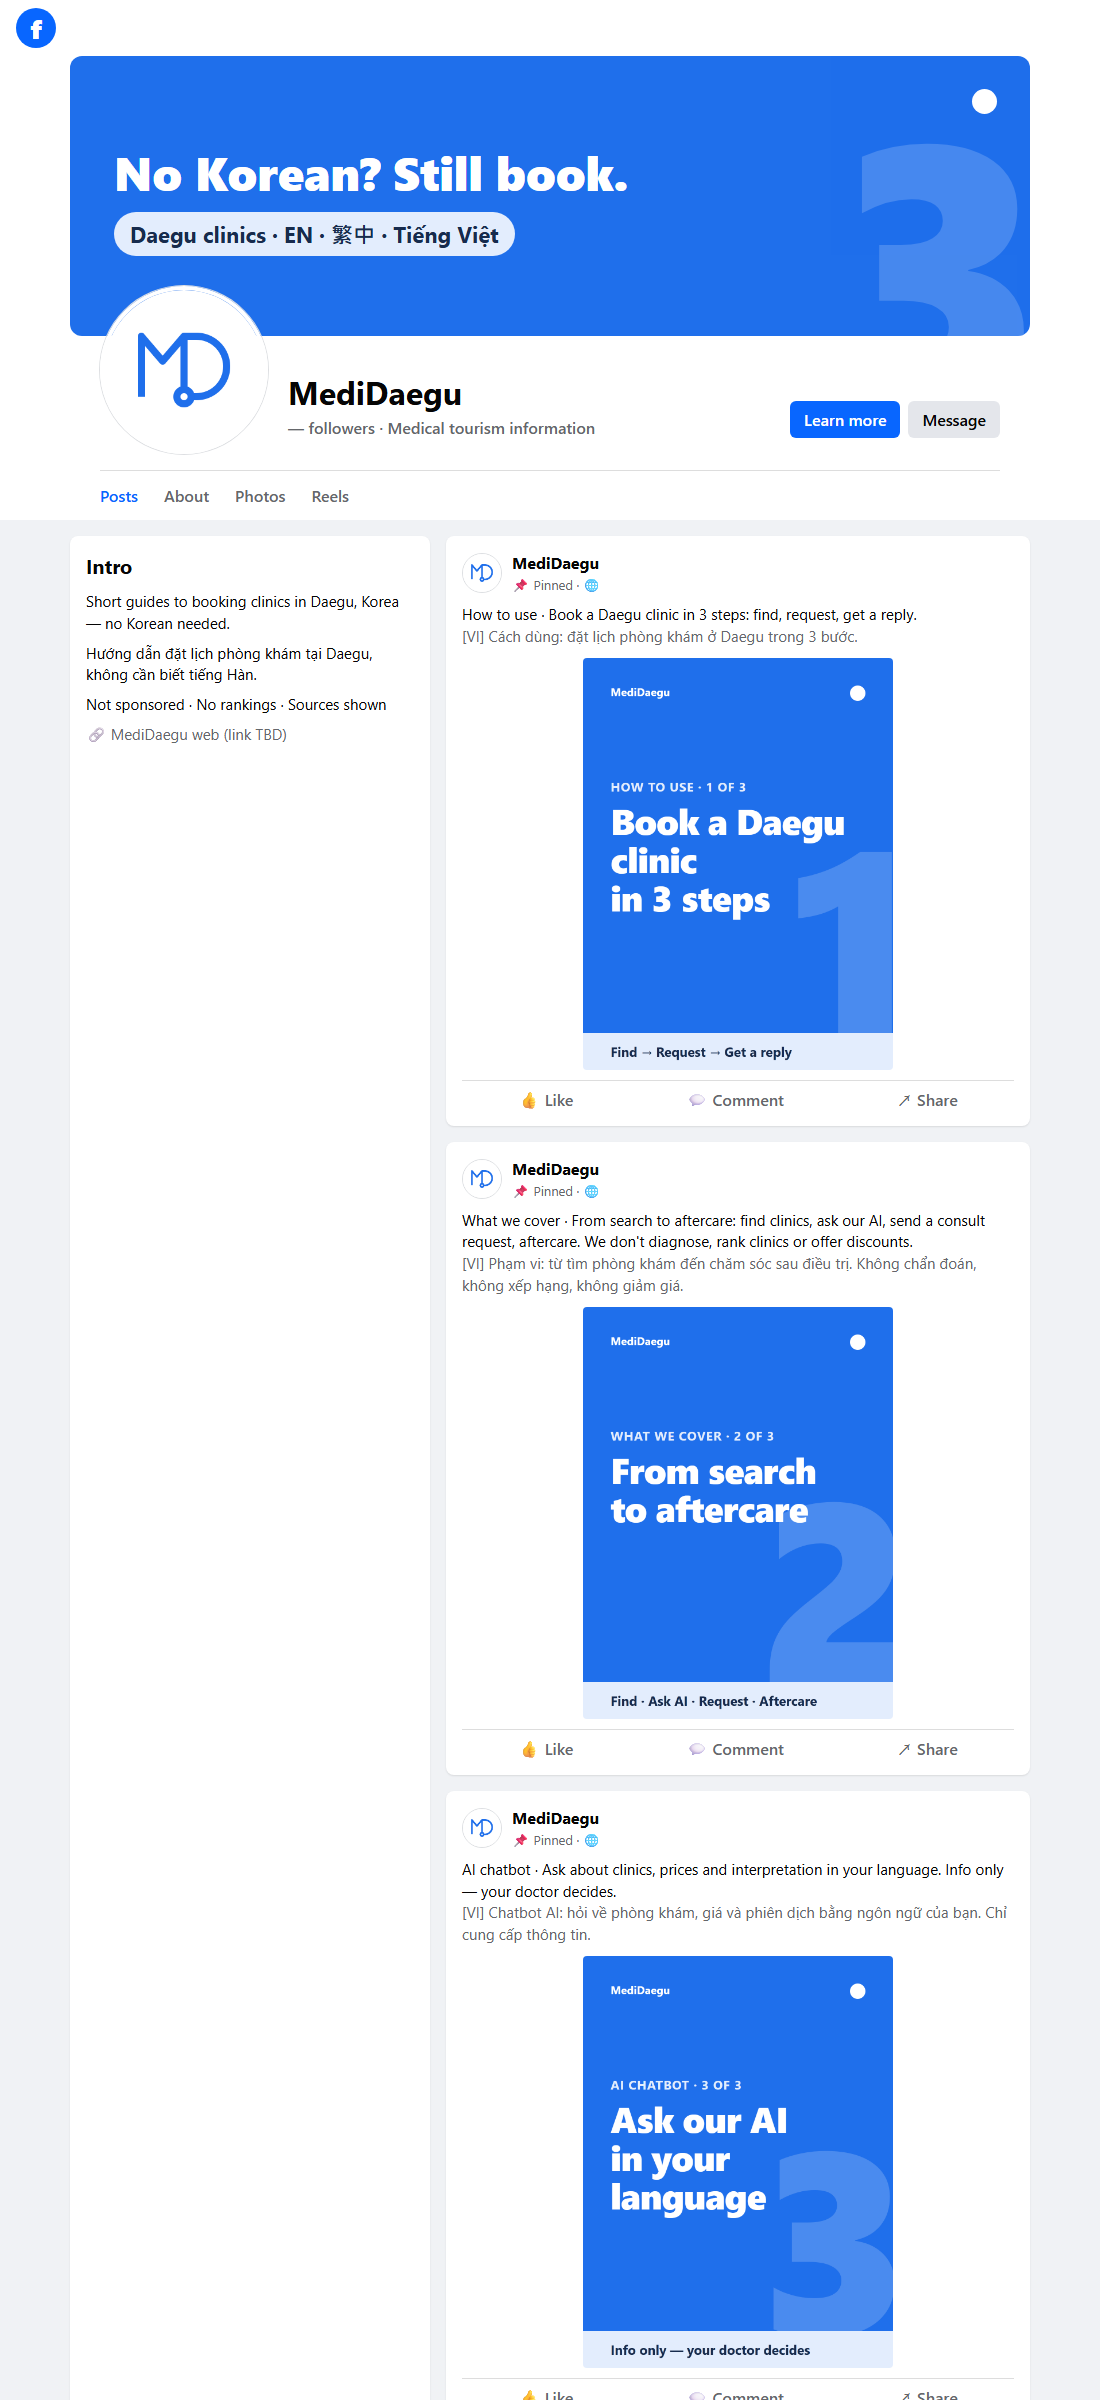 f
No Korean? Still book.
Daegu clinics · EN · 繁中 · Tiếng Việt
3
MD
MediDaegu
— followers · Medical tourism information
Learn more
Message
Posts
About
Photos
Reels
Intro
Short guides to booking clinics in Daegu, Korea
— no Korean needed.
Hướng dẫn đặt lịch phòng khám tại Daegu,
không cần biết tiếng Hàn.
Not sponsored · No rankings · Sources shown
🔗 MediDaegu web (link TBD)
MD
MediDaegu
📌 Pinned · 🌐
How to use · Book a Daegu clinic in 3 steps: find, request, get a reply.
[VI] Cách dùng: đặt lịch phòng khám ở Daegu trong 3 bước.
MediDaegu
HOW TO USE · 1 OF 3
Book a Daegu
clinic
in 3 steps
1
Find → Request → Get a reply
👍 Like
💬 Comment
↗ Share
MD
MediDaegu
📌 Pinned · 🌐
What we cover · From search to aftercare: find clinics, ask our AI, send a consult
request, aftercare. We don't diagnose, rank clinics or offer discounts.
[VI] Phạm vi: từ tìm phòng khám đến chăm sóc sau điều trị. Không chẩn đoán,
không xếp hạng, không giảm giá.
MediDaegu
WHAT WE COVER · 2 OF 3
From search
to aftercare
2
Find · Ask AI · Request · Aftercare
👍 Like
💬 Comment
↗ Share
MD
MediDaegu
📌 Pinned · 🌐
AI chatbot · Ask about clinics, prices and interpretation in your language. Info only
— your doctor decides.
[VI] Chatbot AI: hỏi về phòng khám, giá và phiên dịch bằng ngôn ngữ của bạn. Chỉ
cung cấp thông tin.
MediDaegu
AI CHATBOT · 3 OF 3
Ask our AI
in your
language
3
Info only — your doctor decides
👍 Like
💬 Comment
↗ Share